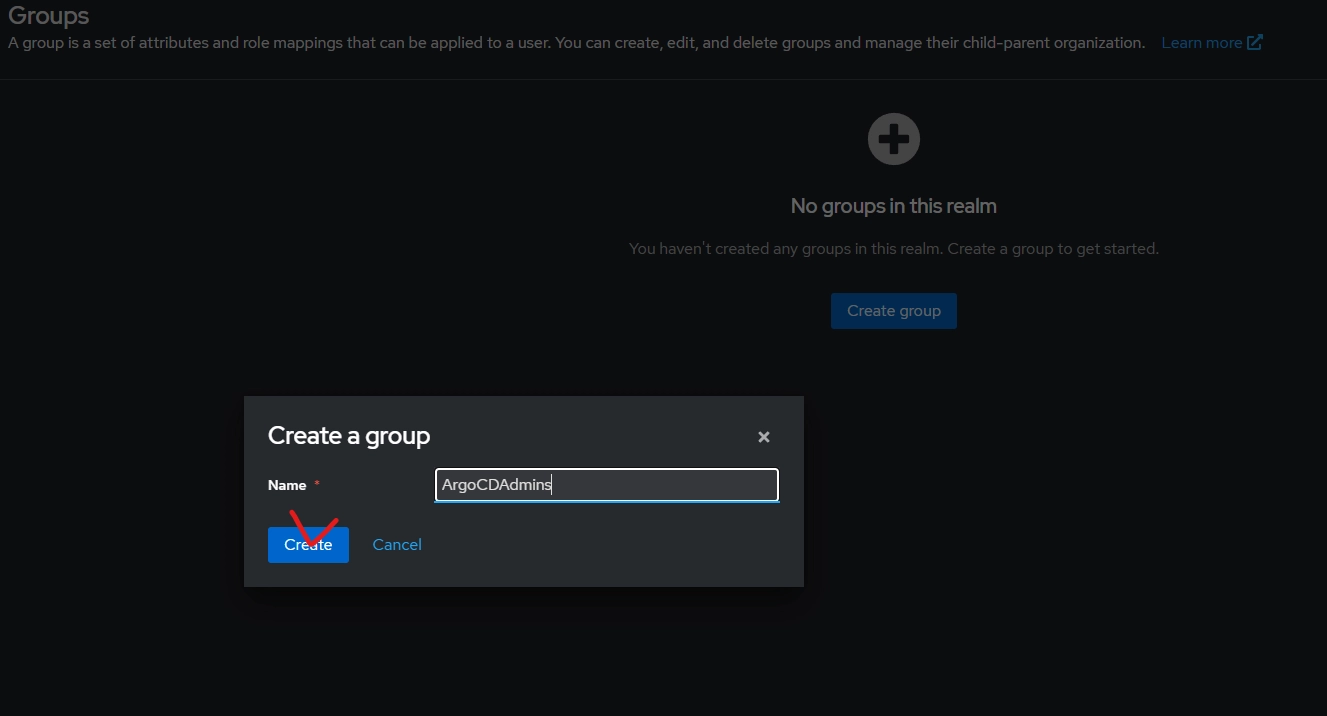 Groups
A group is a set of attributes and role mappings that can be applied to a user. You can create, edit, and delete groups and manage their child-parent organization. Learn more
No groups in this realm
You haven't created any groups in this realm. Create a group to get started.
Create group
Create a group
Name *
ArgoCDAdmins
Create Cancel